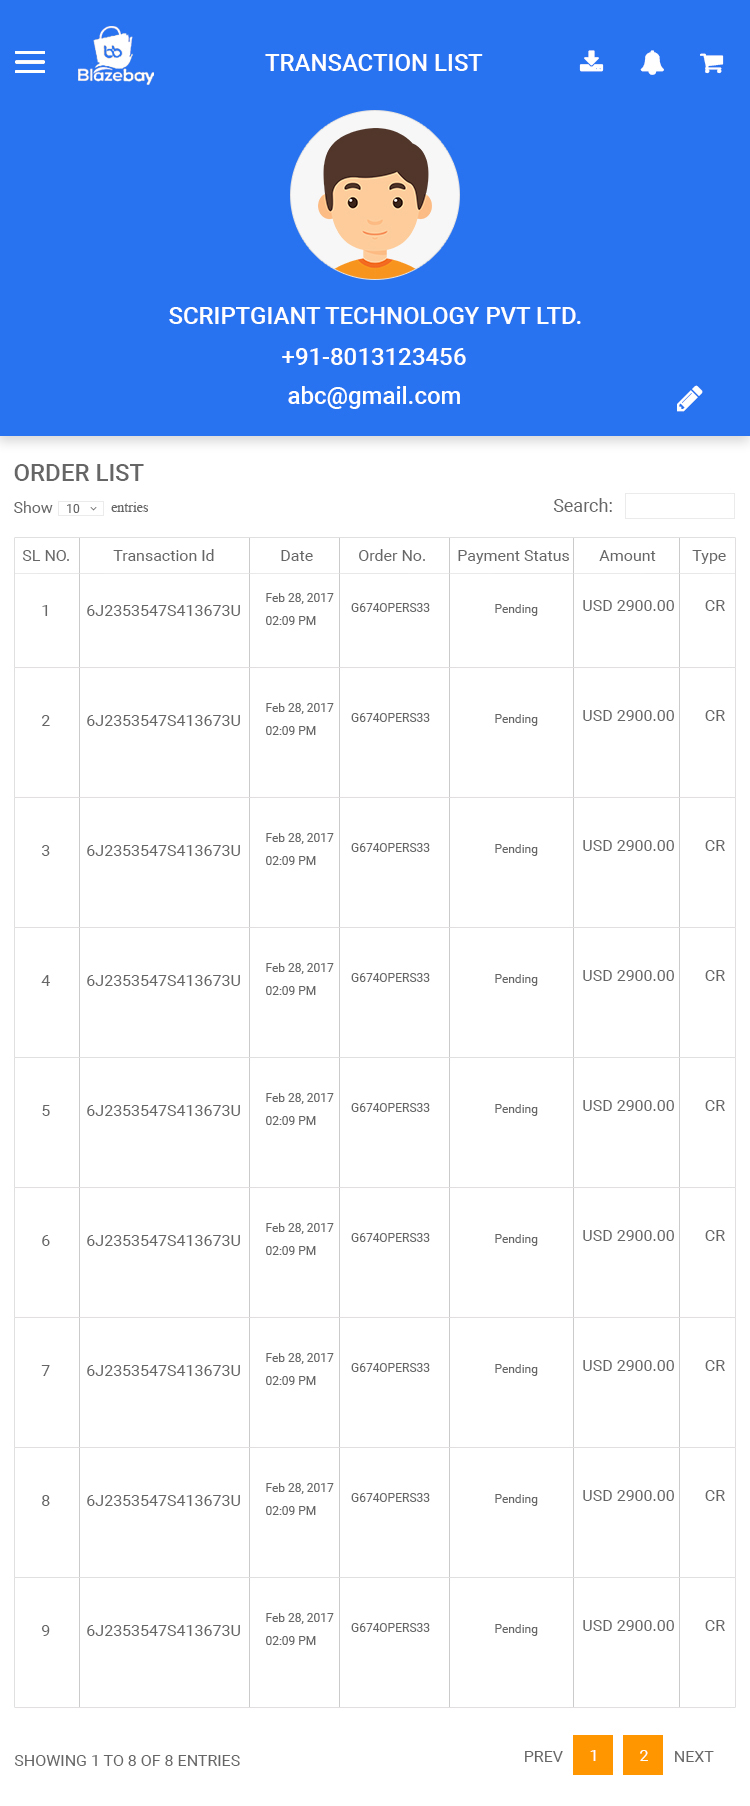 bb
Blazebay
TRANSACTION LIST
SCRIPTGIANT TECHNOLOGY PVT LTD.
+91-8013123456
abc@gmail.com
ORDER LIST
Show 10 entries
Search:
SL NO. Transaction Id Date Order No. Payment Status Amount Type
1 6J2353547S413673U Feb 28, 2017 G674OPERS33 Pending USD 2900.00 CR
02:09 PM
2 6J2353547S413673U Feb 28, 2017 G674OPERS33 Pending USD 2900.00 CR
02:09 PM
3 6J2353547S413673U Feb 28, 2017 G674OPERS33 Pending USD 2900.00 CR
02:09 PM
4 6J2353547S413673U Feb 28, 2017 G674OPERS33 Pending USD 2900.00 CR
02:09 PM
5 6J2353547S413673U Feb 28, 2017 G674OPERS33 Pending USD 2900.00 CR
02:09 PM
6 6J2353547S413673U Feb 28, 2017 G674OPERS33 Pending USD 2900.00 CR
02:09 PM
7 6J2353547S413673U Feb 28, 2017 G674OPERS33 Pending USD 2900.00 CR
02:09 PM
8 6J2353547S413673U Feb 28, 2017 G674OPERS33 Pending USD 2900.00 CR
02:09 PM
9 6J2353547S413673U Feb 28, 2017 G674OPERS33 Pending USD 2900.00 CR
02:09 PM
SHOWING 1 TO 8 OF 8 ENTRIES
PREV 1 2 NEXT